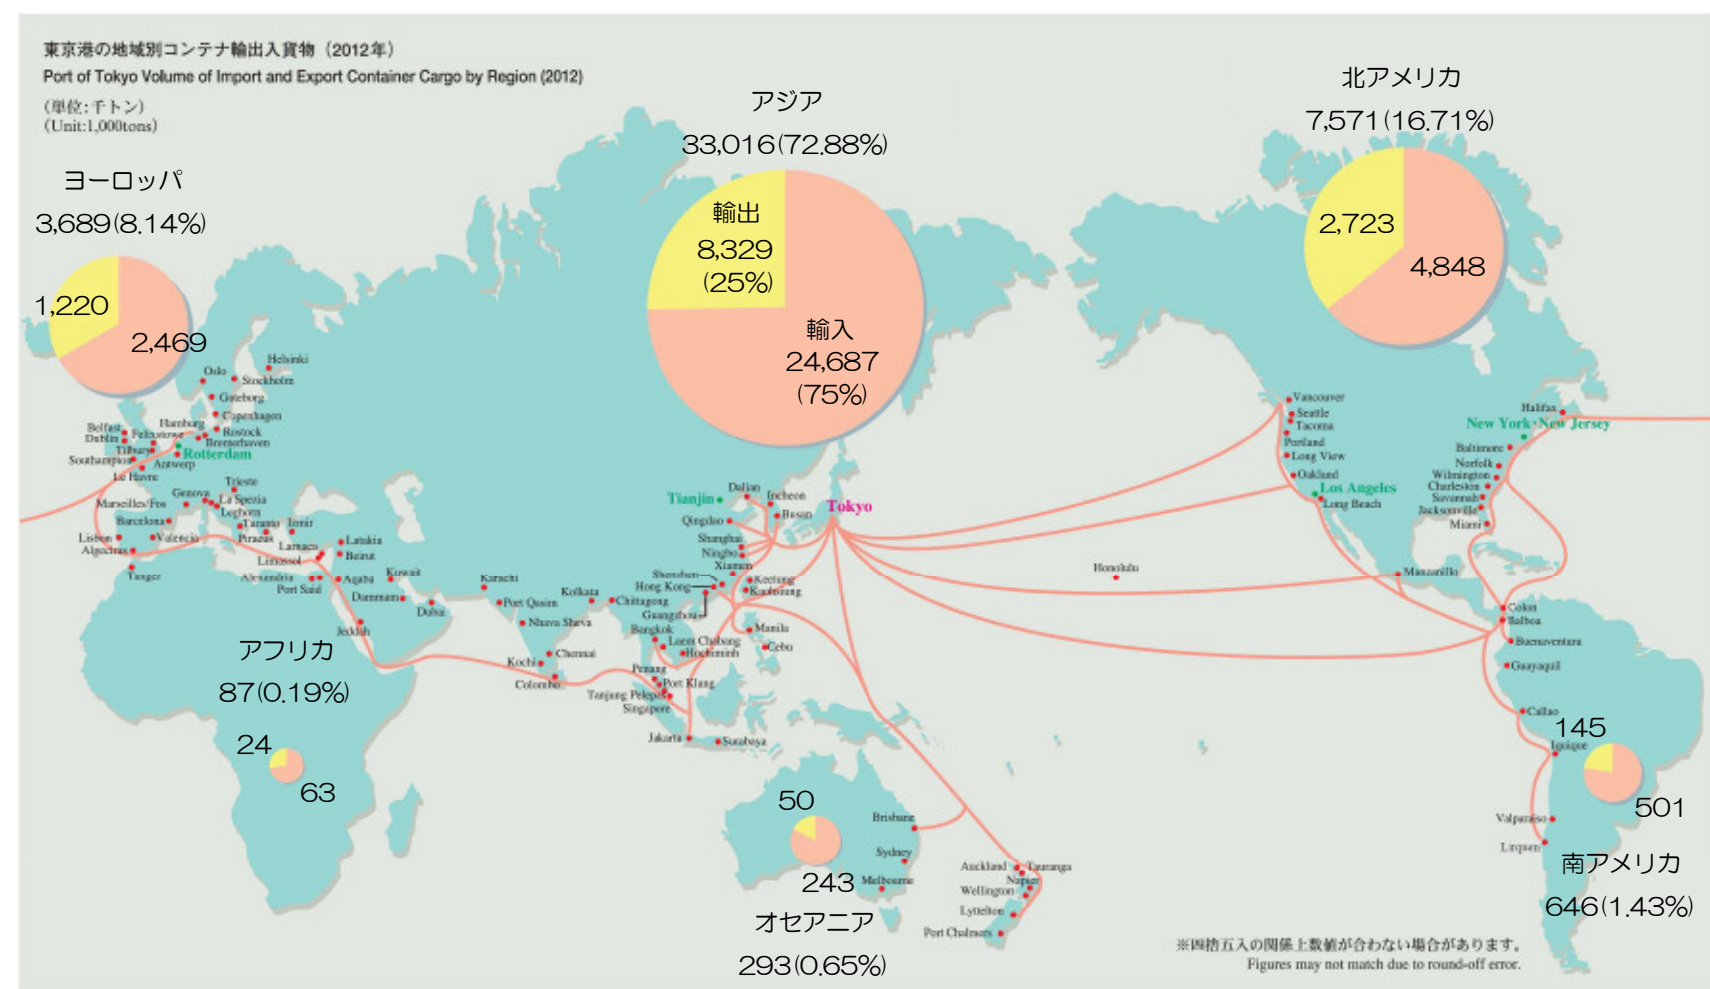 東京港の地域別コンテナ輸出入貨物（2012年）
Port of Tokyo Volume of Import and Export Container Cargo by Region (2012)
（単位：千トン）
(Unit:1,000tons)
ヨーロッパ
3,689(8.14%)
1,220
2,469
アジア
33,016(72.88%)
輸出
8,329
(25%)
輸入
24,687
(75%)
北アメリカ
7,571(16.71%)
2,723
4,848
Helsinki
Oslo
Stockholm
Goteborg
Copenhagen
Hamburg
Rostock
Bremerhaven
Belfast
Dublin
Felixstowe
Tilbury
Rotterdam
Southampton
Antwerp
Le Havre
Trieste
Genova
La Spezia
Marseilles/Fos
Leghorn
Barcelona
Taranto
Izmir
Lisbon
Valencia
Piraeus
Larnaca
Latakia
Algeciras
Limassol
Beirut
Tanger
Alexandria
Port Said
Aqaba
Kuwait
Dammam
Dubai
Jeddah
Karachi
Port Qasim
Nhava Sheva
Kolkata
Chittagong
Chennai
Kochi
Colombo
Tianjin
Dalian
Incheon
Busan
Qingdao
Tokyo
Shanghai
Ningbo
Xiamen
Shenzhen
Hong Kong
Keelung
Kaohsiung
Guangzhou
Bangkok
Laem Chabang
Hochiminh
Manila
Cebu
Penang
Port Klang
Tanjung Pelepas
Singapore
Jakarta
Surabaya
Honolulu
Vancouver
Seattle
Tacoma
Portland
Long View
Oakland
Los Angeles
Long Beach
Halifax
New York・New Jersey
Baltimore
Norfolk
Wilmington
Charleston
Savannah
Jacksonville
Miami
Manzanillo
Colon
Balboa
Buenaventura
Guayaquil
Callao
Iquique
Valparaiso
Lirquen
アフリカ
87(0.19%)
24
63
50
243
オセアニア
293(0.65%)
Brisbane
Sydney
Melbourne
Auckland
Tauranga
Napier
Wellington
Lyttelton
Port Chalmers
145
501
南アメリカ
646(1.43%)
※四捨五入の関係上数値が合わない場合があります。
Figures may not match due to round-off error.